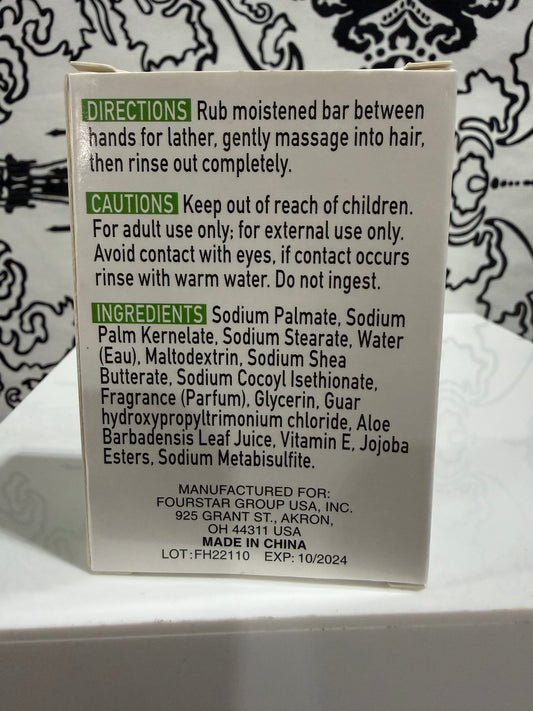 DIRECTIONS Rub moistened bar between
hands for lather, gently massage into hair,
then rinse out completely.
CAUTIONS Keep out of reach of children.
For adult use only; for external use only.
Avoid contact with eyes, if contact occurs
rinse with warm water. Do not ingest.
INGREDIENTS Sodium Palmate, Sodium
Palm Kernelate, Sodium Stearate, Water
(Eau), Maltodextrin, Sodium Shea
Butterate, Sodium Cocoyl Isethionate,
Fragrance (Parfum), Glycerin, Guar
hydroxypropyltrimonium chloride, Aloe
Barbadensis Leaf Juice, Vitamin E, Jojoba
Esters, Sodium Metabisulfite.
MANUFACTURED FOR:
FOURSTAR GROUP USA, INC.
925 GRANT ST., AKRON,
OH 44311 USA
MADE IN CHINA
LOT:FH22110 EXP: 10/2024